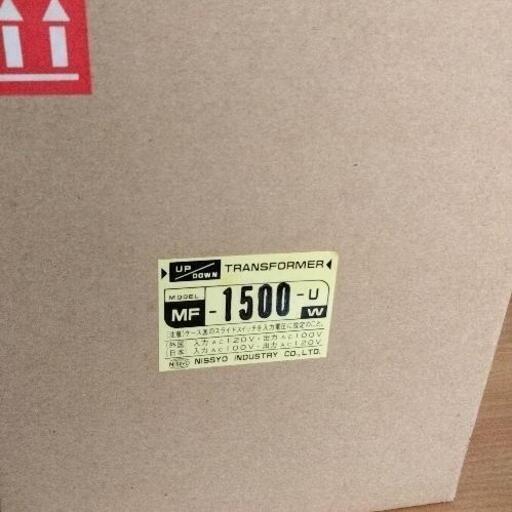 UP/DOWN TRANSFORMER
MODEL MF-1500-U W
(注意)ケース裏のスライドスイッチを入力電圧に設定のこと。
外国 入力AC120V・出力AC100V
日本 入力AC100V・出力AC120V
NISSYO NISSYO INDUSTRY CO.,LTD.